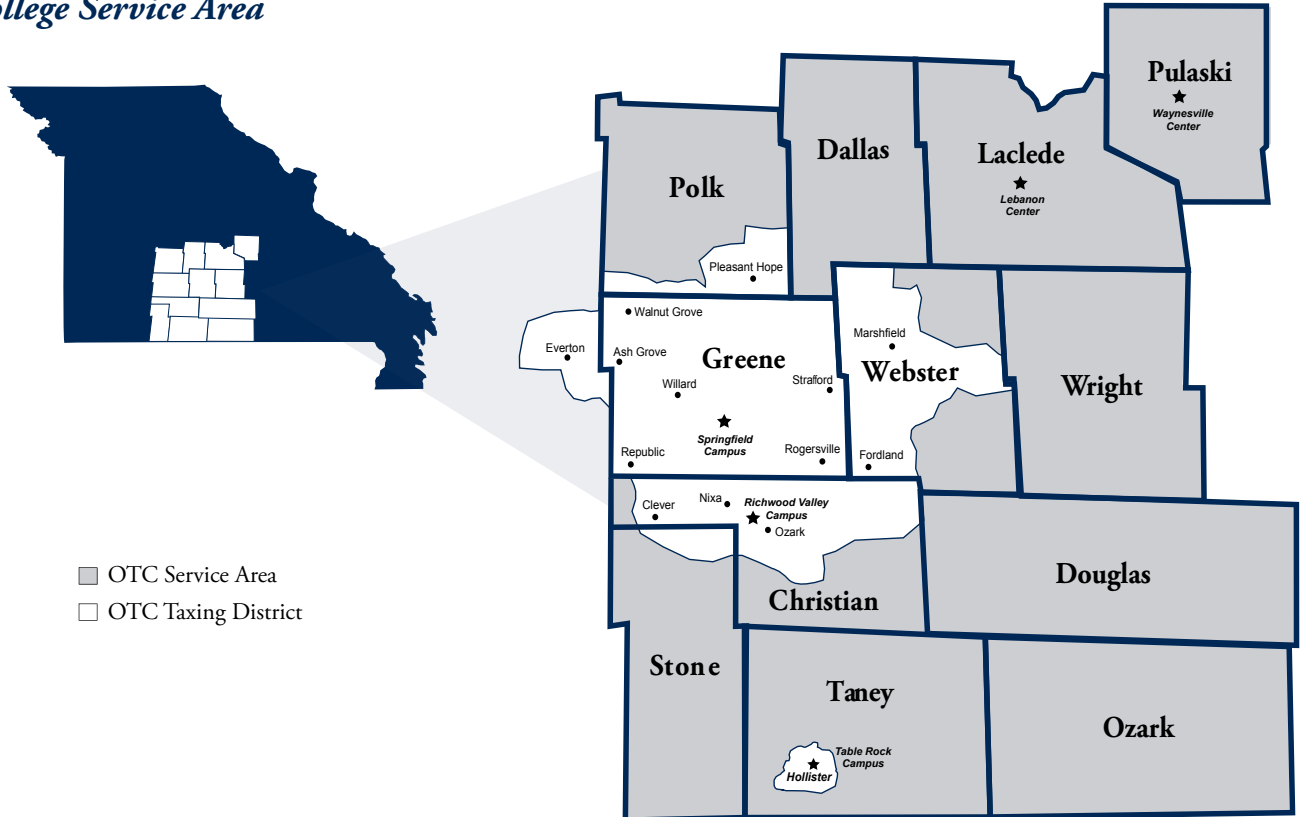 llege Service Area
Pulaski
Waynesville
Center
Dallas
Laclede
Lebanon
Center
Polk
Pleasant Hope
Walnut Grove
Everton
Ash Grove
Greene
Willard
Strafford
Springfield
Campus
Republic
Rogersville
Marshfield
Webster
Fordland
Wright
Clever
Nixa
Richwood Valley
Campus
Ozark
Christian
Douglas
OTC Service Area
OTC Taxing District
Stone
Taney
Table Rock
Campus
Hollister
Ozark